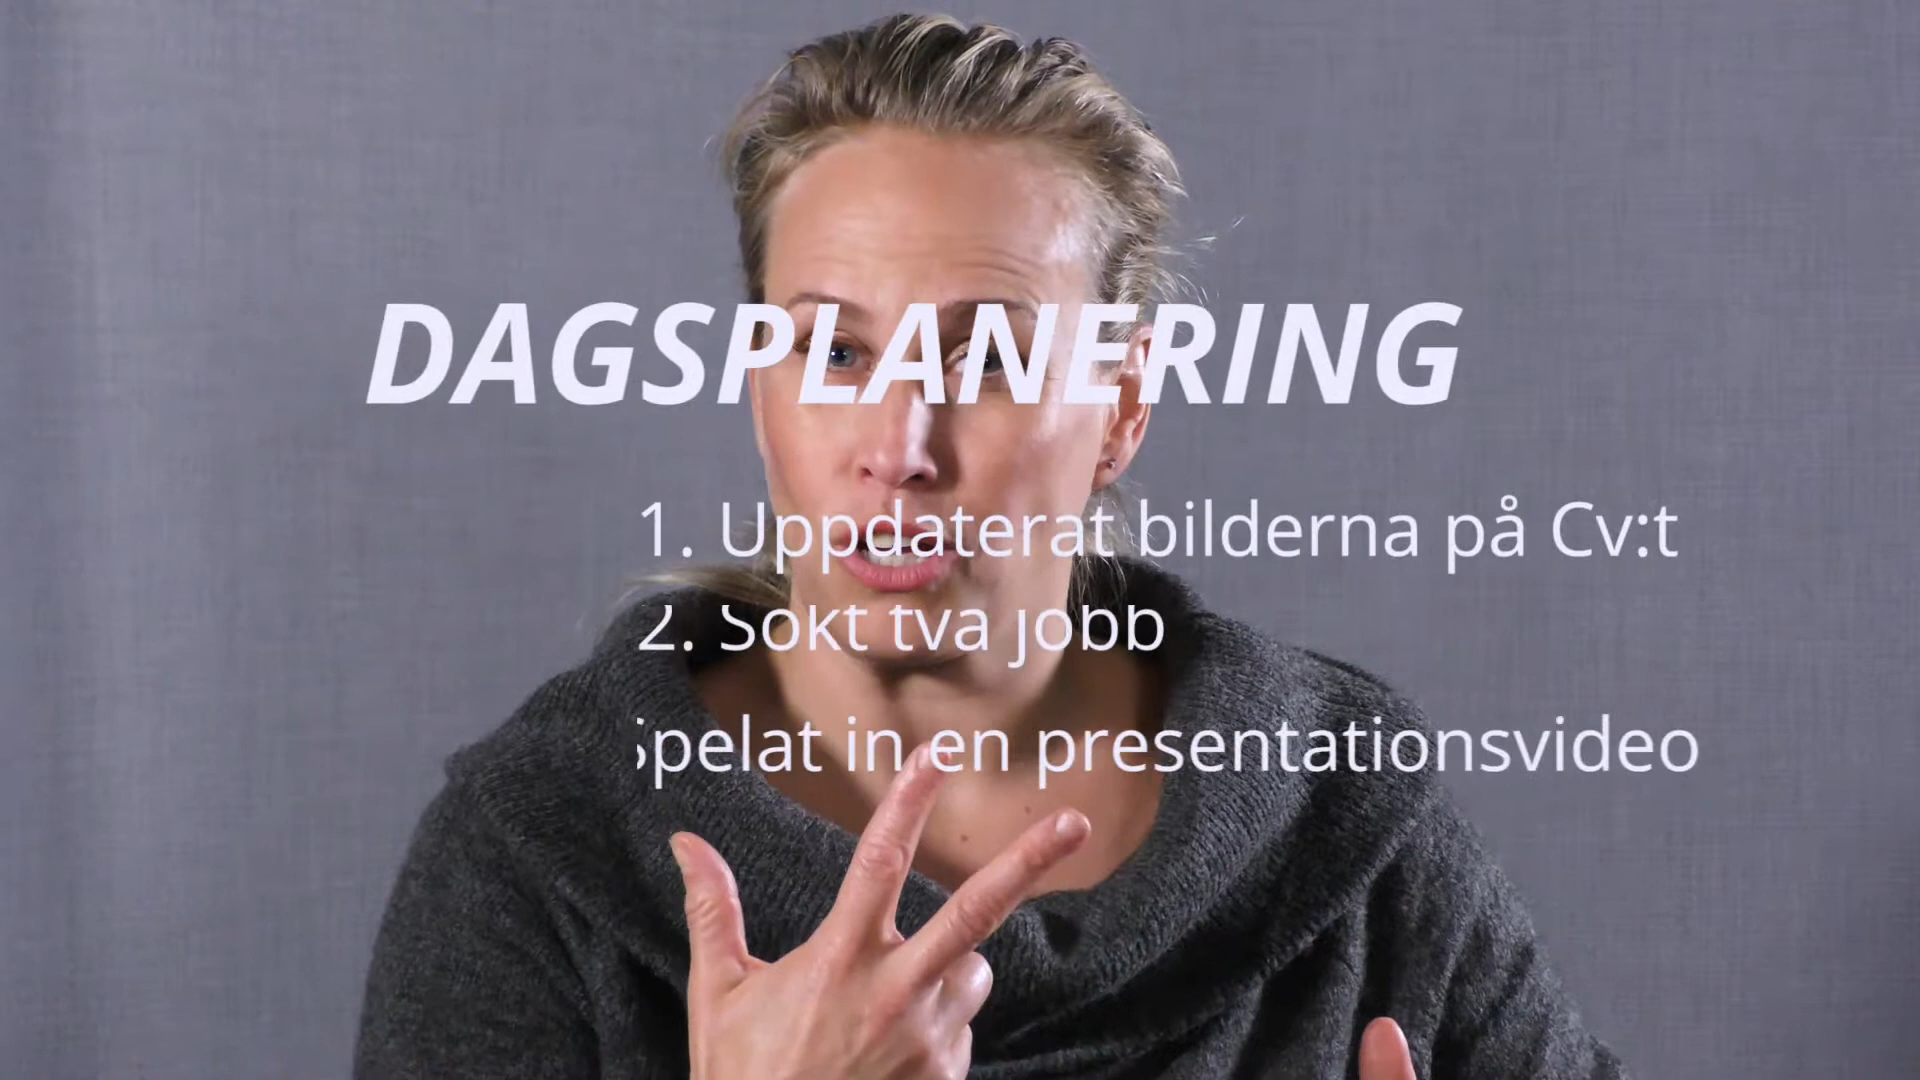 DAGSPLANERING
1. Uppdaterat bilderna på Cv:t
2. Sökt två jobb
Spelat in en presentationsvideo